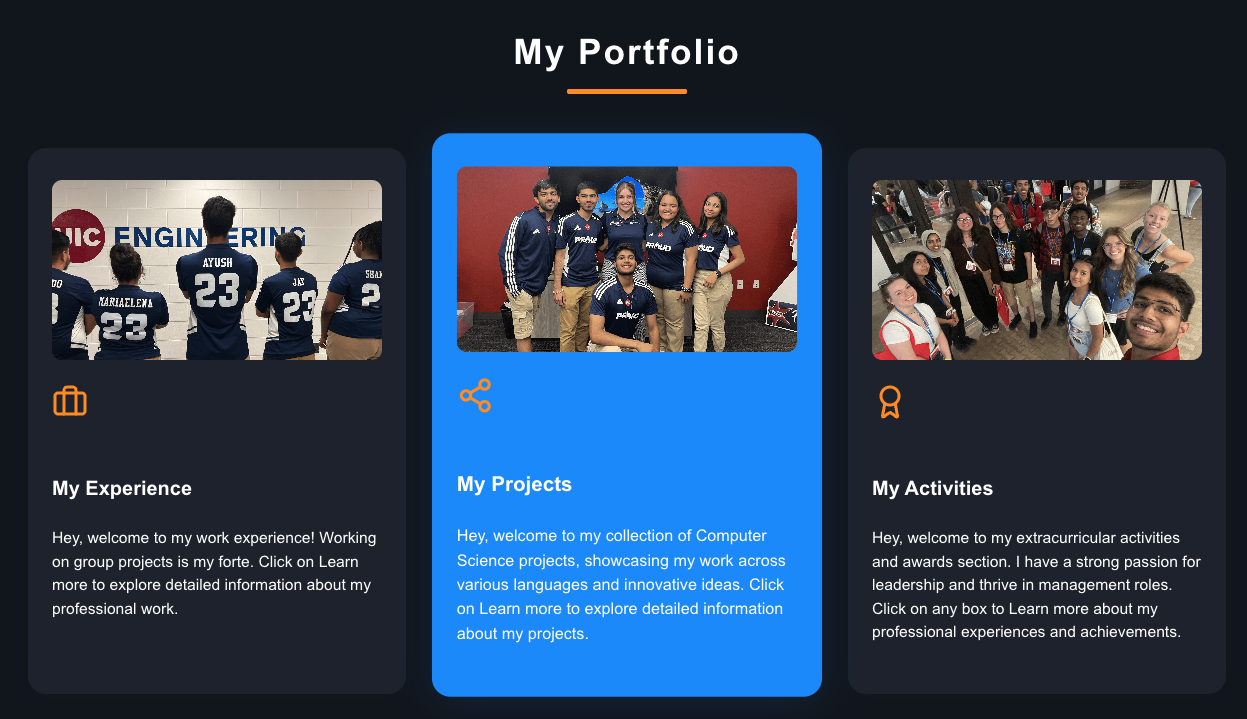 My Portfolio
UIC ENGINEERING
AYUSH
23
MARIAELENA
23
JAY
23
My Experience
Hey, welcome to my work experience! Working
on group projects is my forte. Click on Learn
more to explore detailed information about my
professional work.
My Projects
Hey, welcome to my collection of Computer
Science projects, showcasing my work across
various languages and innovative ideas. Click
on Learn more to explore detailed information
about my projects.
My Activities
Hey, welcome to my extracurricular activities
and awards section. I have a strong passion for
leadership and thrive in management roles.
Click on any box to Learn more about my
professional experiences and achievements.